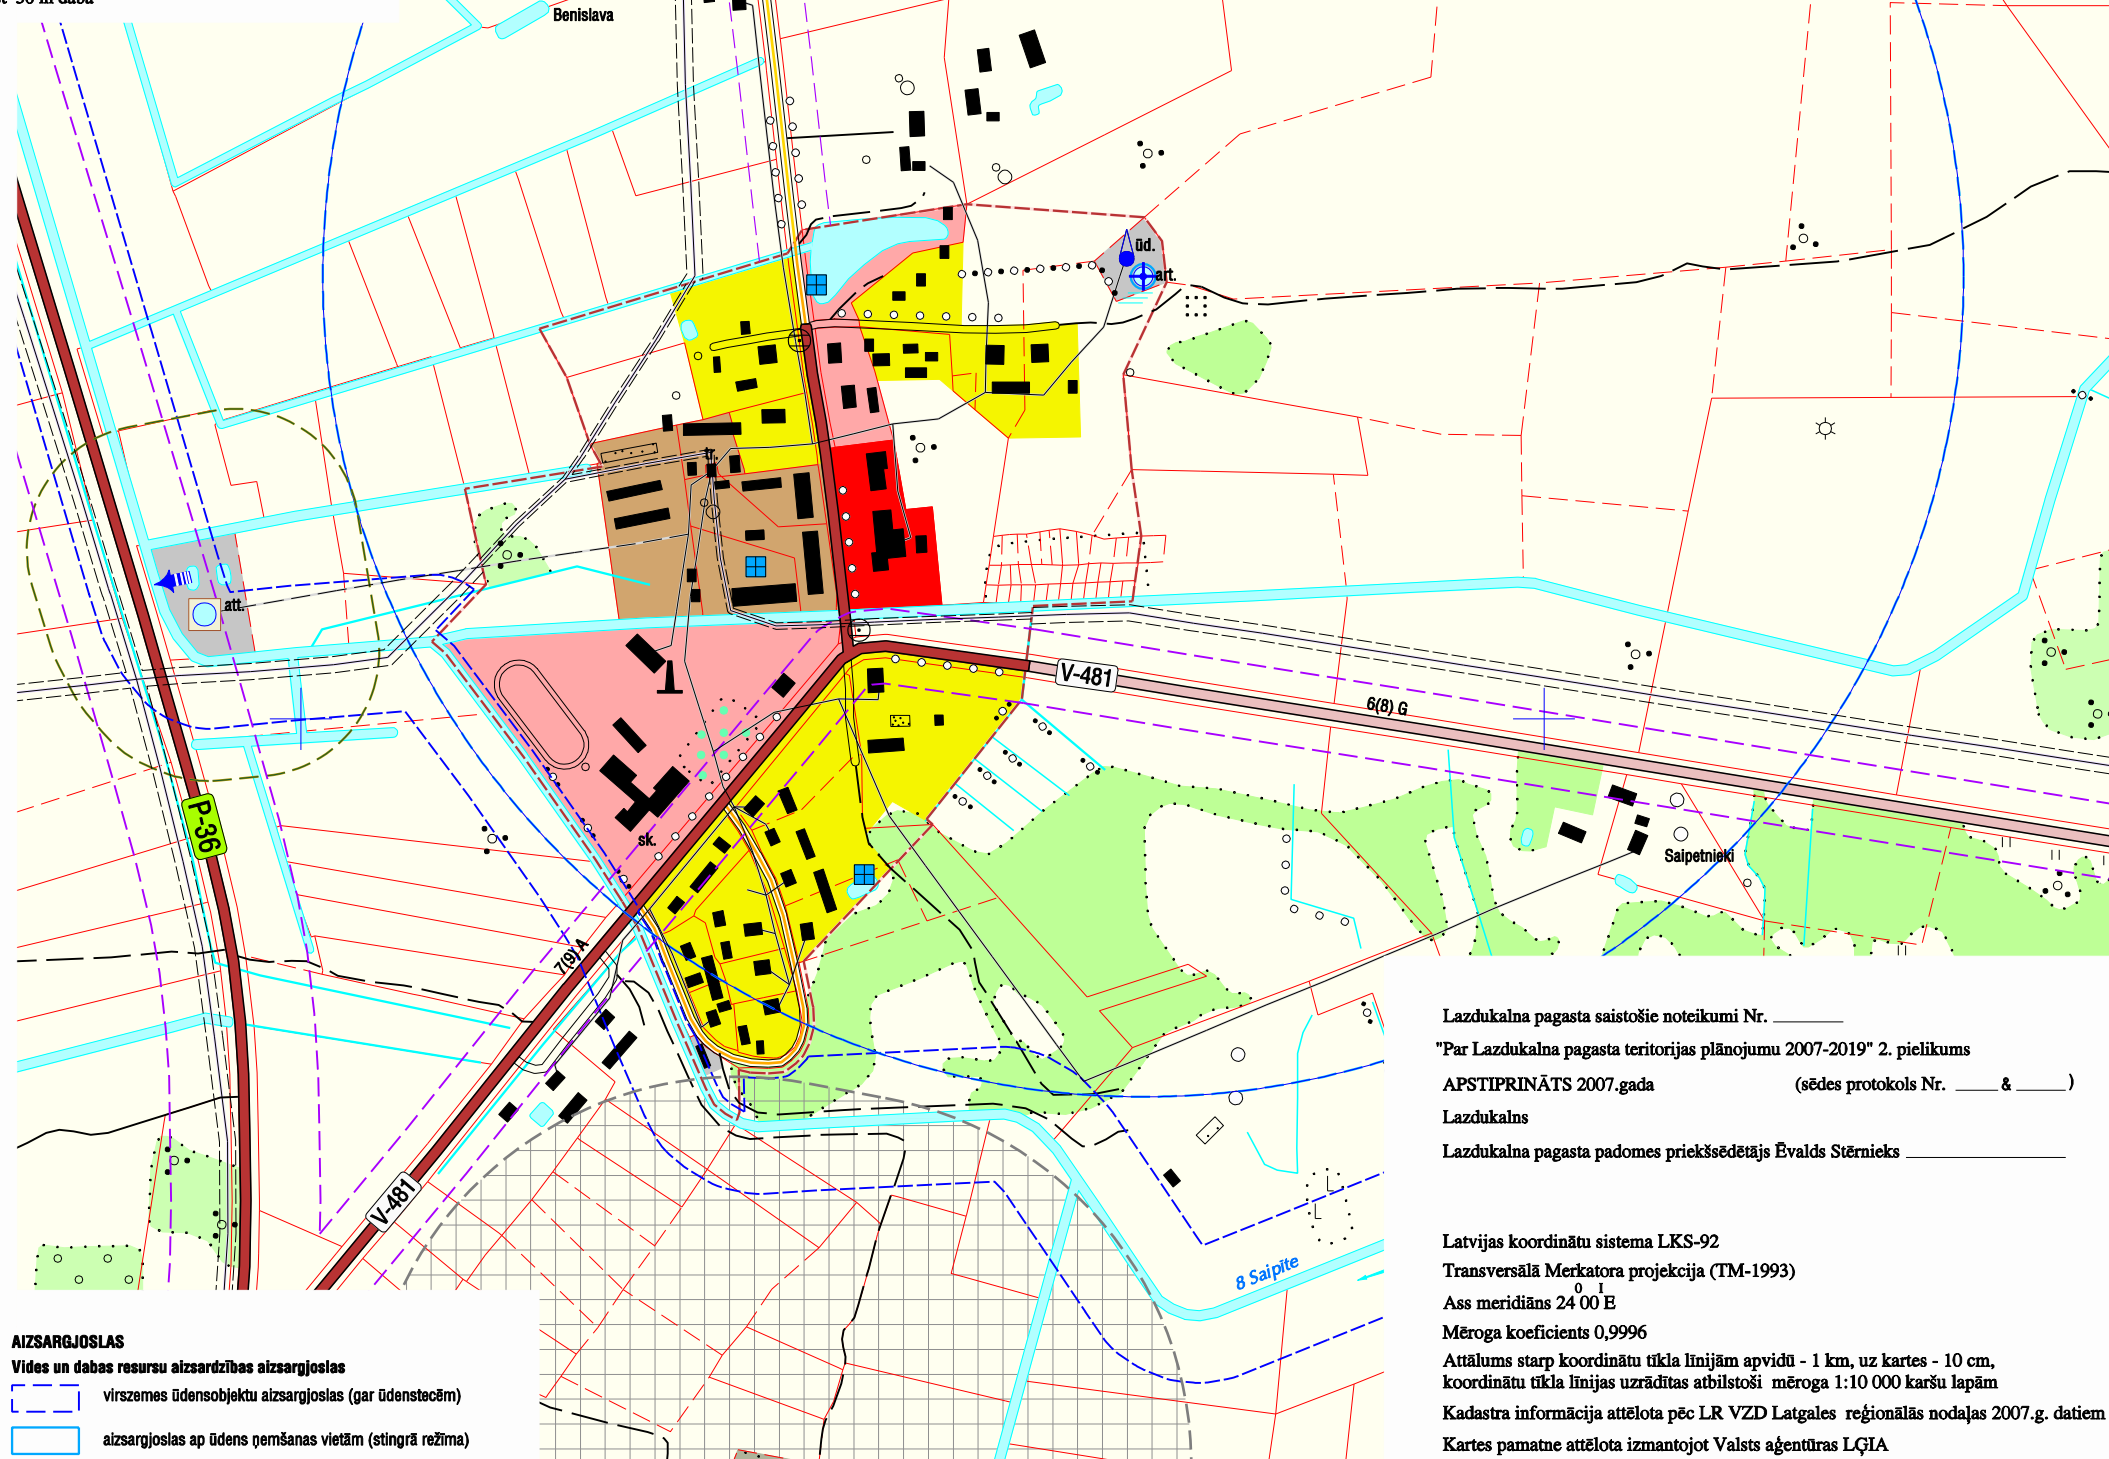 Benislava
ūd.
art.
tr.
att.
V-481
6(8) G
P-36
sk.
Saipetnieki
7(9) A
V-481
8 Saipīte
Lazdukalna pagasta saistošie noteikumi Nr. _______
"Par Lazdukalna pagasta teritorijas plānojumu 2007-2019" 2. pielikums
APSTIPRINĀTS 2007.gada (sēdes protokols Nr. ____ & _____ )
Lazdukalns
Lazdukalna pagasta padomes priekšsēdētājs Ēvalds Stērnieks ________________
Latvijas koordinātu sistema LKS-92
Transversālā Merkatora projekcija (TM-1993)
Ass meridiāns 24 0 00 I E
Mēroga koeficients 0,9996
Attālums starp koordinātu tīkla līnijām apvidū - 1 km, uz kartes - 10 cm,
koordinātu tīkla līnijas uzrādītas atbilstoši mēroga 1:10 000 karšu lapām
Kadastra informācija attēlota pēc LR VZD Latgales reģionālās nodaļas 2007.g. datiem
Kartes pamatne attēlota izmantojot Valsts aģentūras LĢIA
AIZSARGJOSLAS
Vides un dabas resursu aizsardzības aizsargjoslas
virszemes ūdensobjektu aizsargjoslas (gar ūdenstecēm)
aizsargjoslas ap ūdens ņemšanas vietām (stingrā režīma)